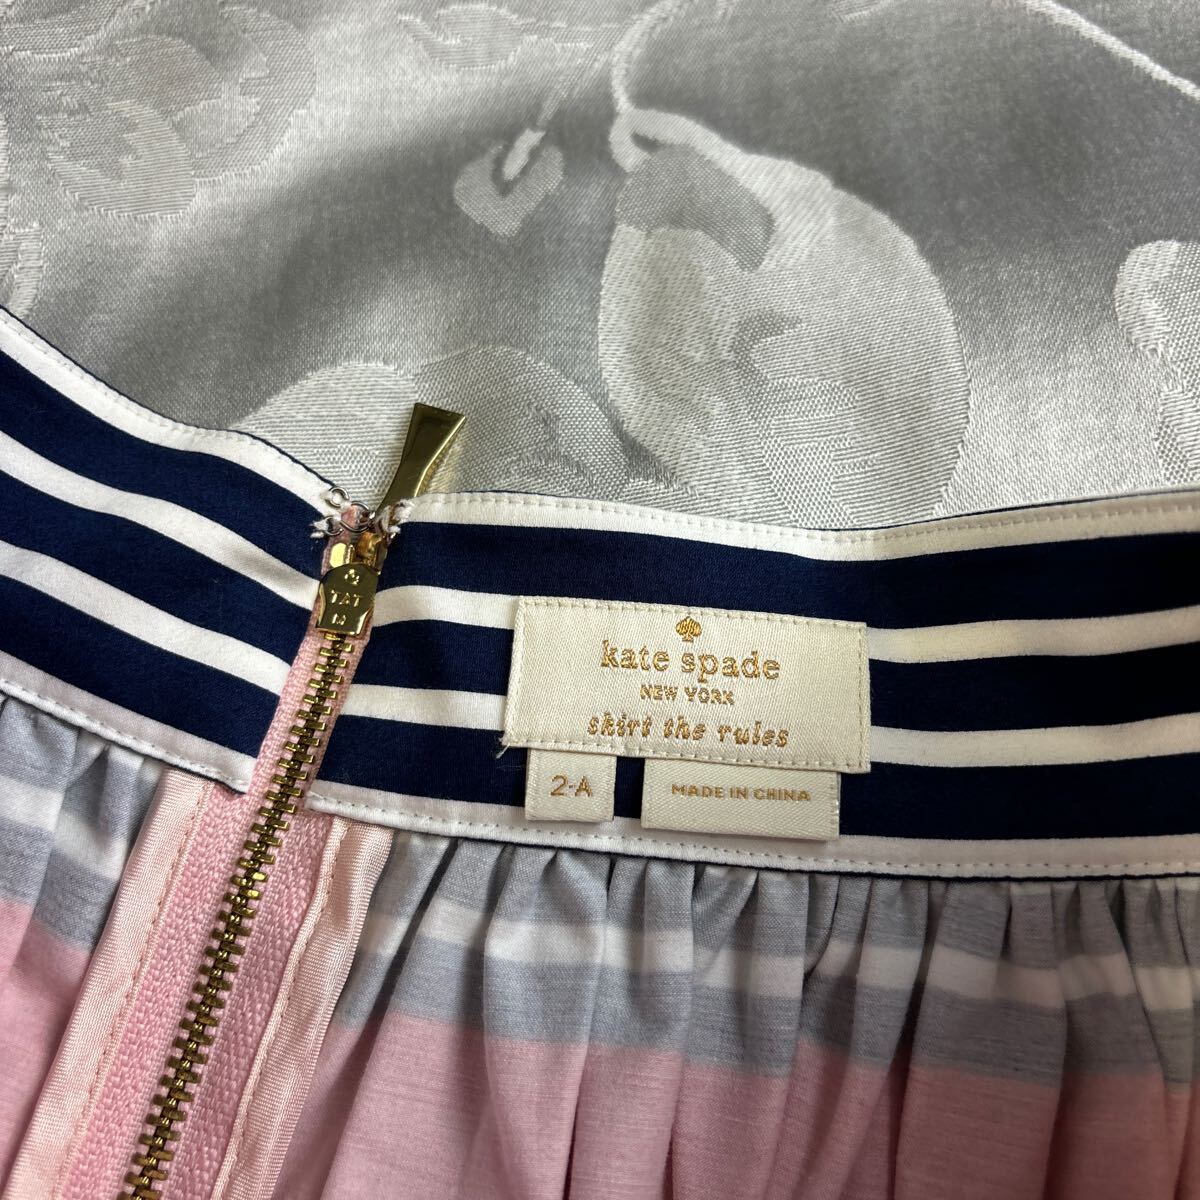 kate spade
NEW YORK
skirt the rules
2-A
MADE IN CHINA